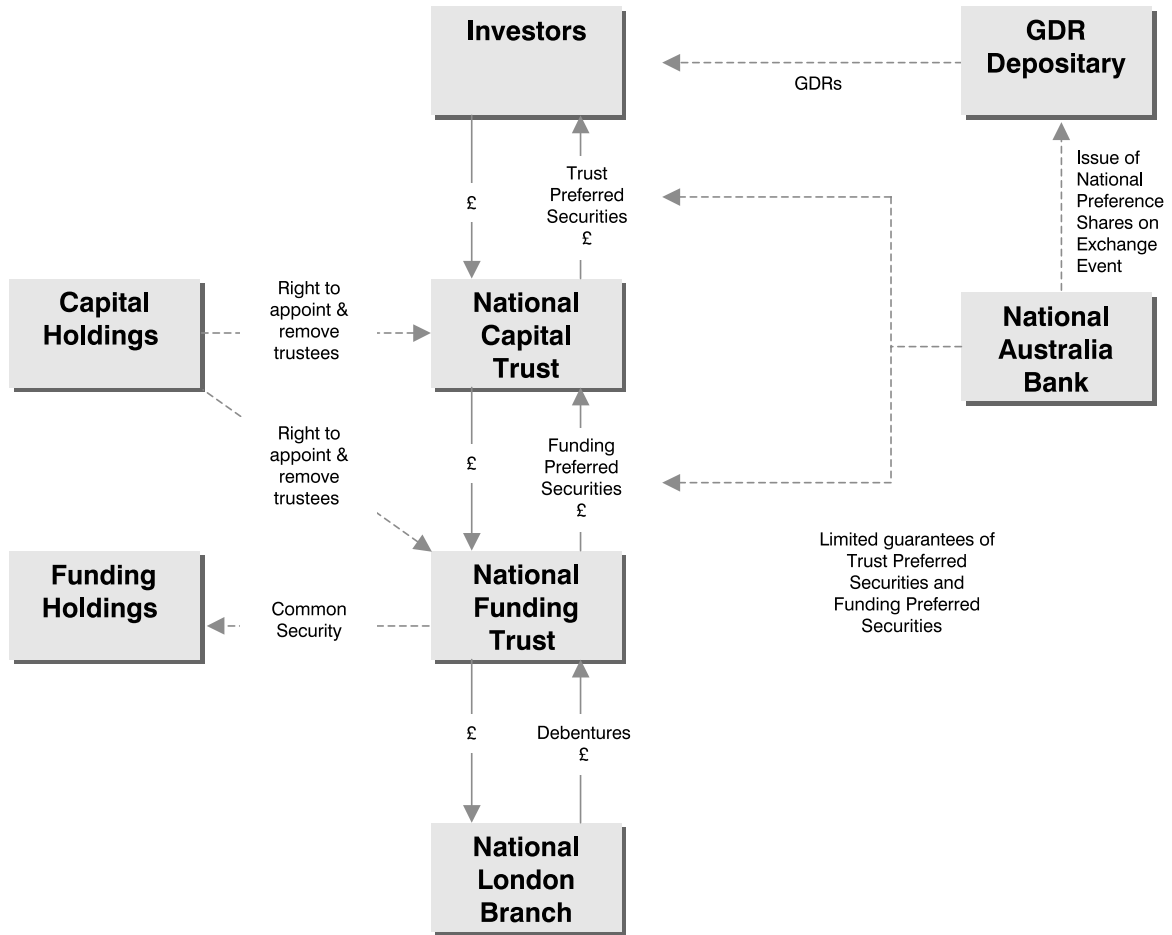 Investors
GDR
Depositary
GDRs
Trust
Preferred
Securities
£
£
Issue of
National
Preference
Shares on
Exchange
Event
Capital
Holdings
Right to
appoint &
remove
trustees
National
Capital
Trust
National
Australia
Bank
Right to
appoint &
remove
trustees
£
Funding
Preferred
Securities
£
Limited guarantees of
Trust Preferred
Securities and
Funding Preferred
Securities
Funding
Holdings
Common
Security
National
Funding
Trust
£
Debentures
£
National
London
Branch